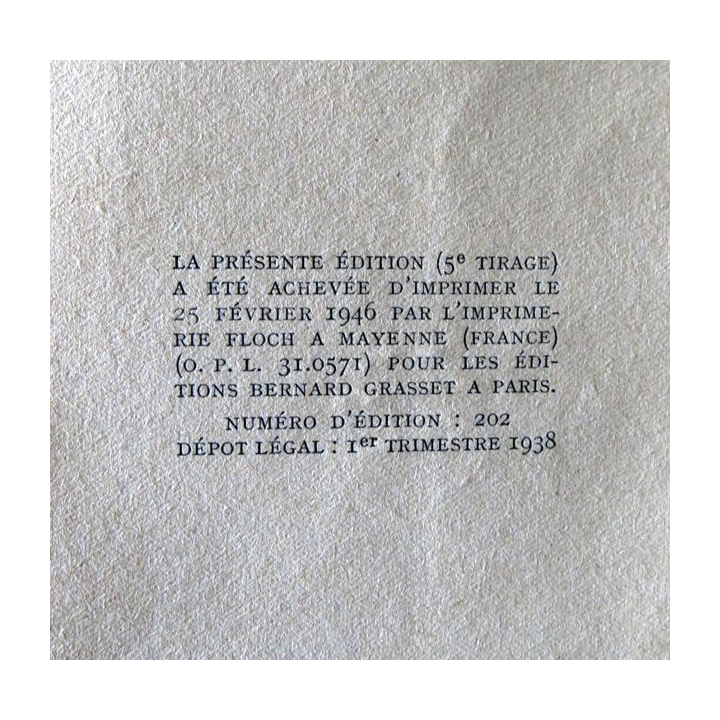 LA PRÉSENTE ÉDITION (5e TIRAGE)
A ÉTÉ ACHEVÉE D'IMPRIMER LE
25 FÉVRIER 1946 PAR L'IMPRIME-
RIE FLOCH A MAYENNE (FRANCE)
(O. P. L. 31.0571) POUR LES ÉDI-
TIONS BERNARD GRASSET A PARIS.
NUMÉRO D'ÉDITION : 202
DÉPOT LÉGAL : 1er TRIMESTRE 1938